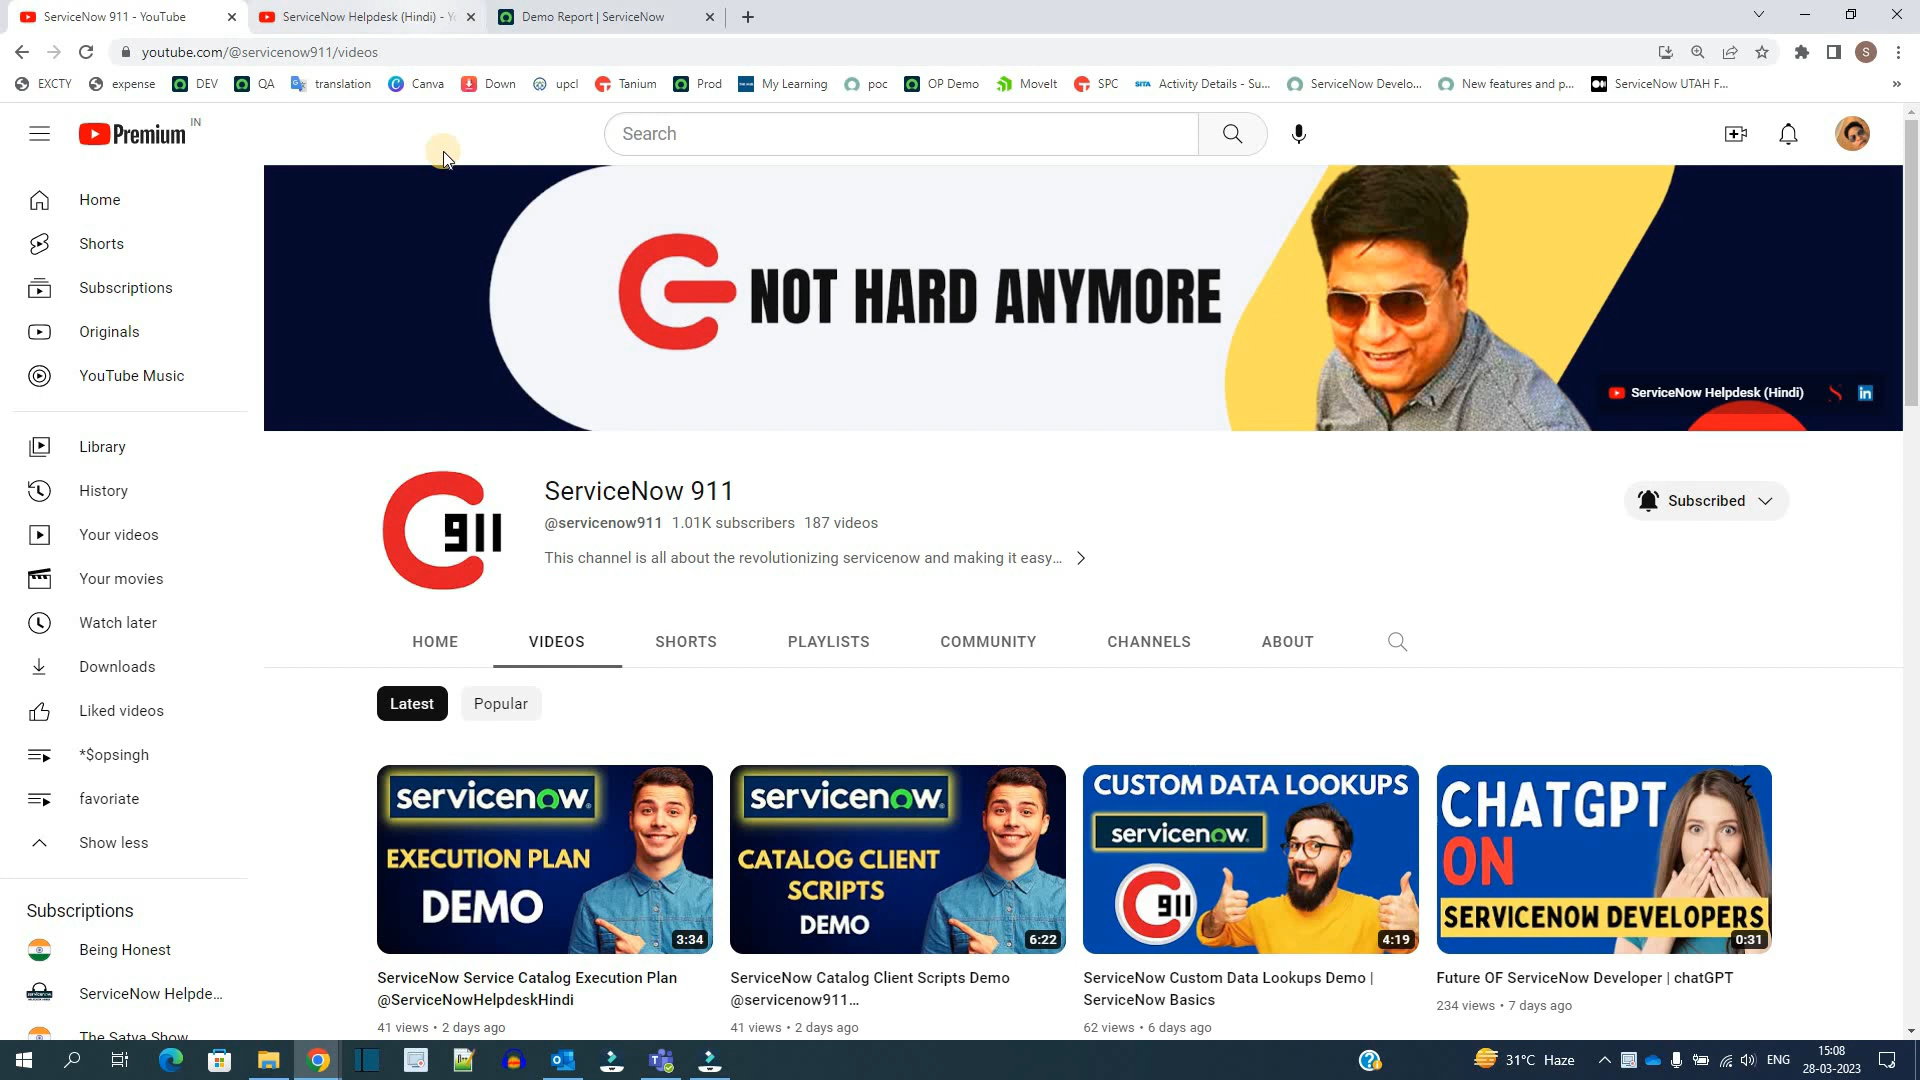 ServiceNow 911 - YouTube
ServiceNow Helpdesk (Hindi) - Y
Demo Report | ServiceNow
youtube.com/@servicenow911/videos
S
EXCTY
expense
DEV
QA
translation
Canva
Down
upcl
Tanium
Prod
My Learning
poc
OP Demo
MoveIt
SPC
SITA
Activity Details - Su...
ServiceNow Develo...
New features and p...
ServiceNow UTAH F...
»
Premium IN
Search
Home
Shorts
Subscriptions
Originals
YouTube Music
Library
History
Your videos
Your movies
Watch later
Downloads
Liked videos
*$opsingh
favoriate
Show less
Subscriptions
Being Honest
ServiceNow Helpde...
The Satya Show
NOT HARD ANYMORE
ServiceNow Helpdesk (Hindi)
in
911
ServiceNow 911
@servicenow911 1.01K subscribers 187 videos
This channel is all about the revolutionizing servicenow and making it easy...
Subscribed
HOME
VIDEOS
SHORTS
PLAYLISTS
COMMUNITY
CHANNELS
ABOUT
Latest
Popular
servicenow.
EXECUTION PLAN
DEMO
3:34
ServiceNow Service Catalog Execution Plan
@ServiceNowHelpdeskHindi
41 views • 2 days ago
servicenow.
CATALOG CLIENT
SCRIPTS
DEMO
6:22
ServiceNow Catalog Client Scripts Demo
@servicenow911...
41 views • 2 days ago
CUSTOM DATA LOOKUPS
servicenow.
911
4:19
ServiceNow Custom Data Lookups Demo |
ServiceNow Basics
62 views • 6 days ago
CHATGPT
ON
SERVICENOW DEVELOPERS
0:31
Future OF ServiceNow Developer | chatGPT
234 views • 7 days ago
31°C Haze
ENG
15:08
28-03-2023